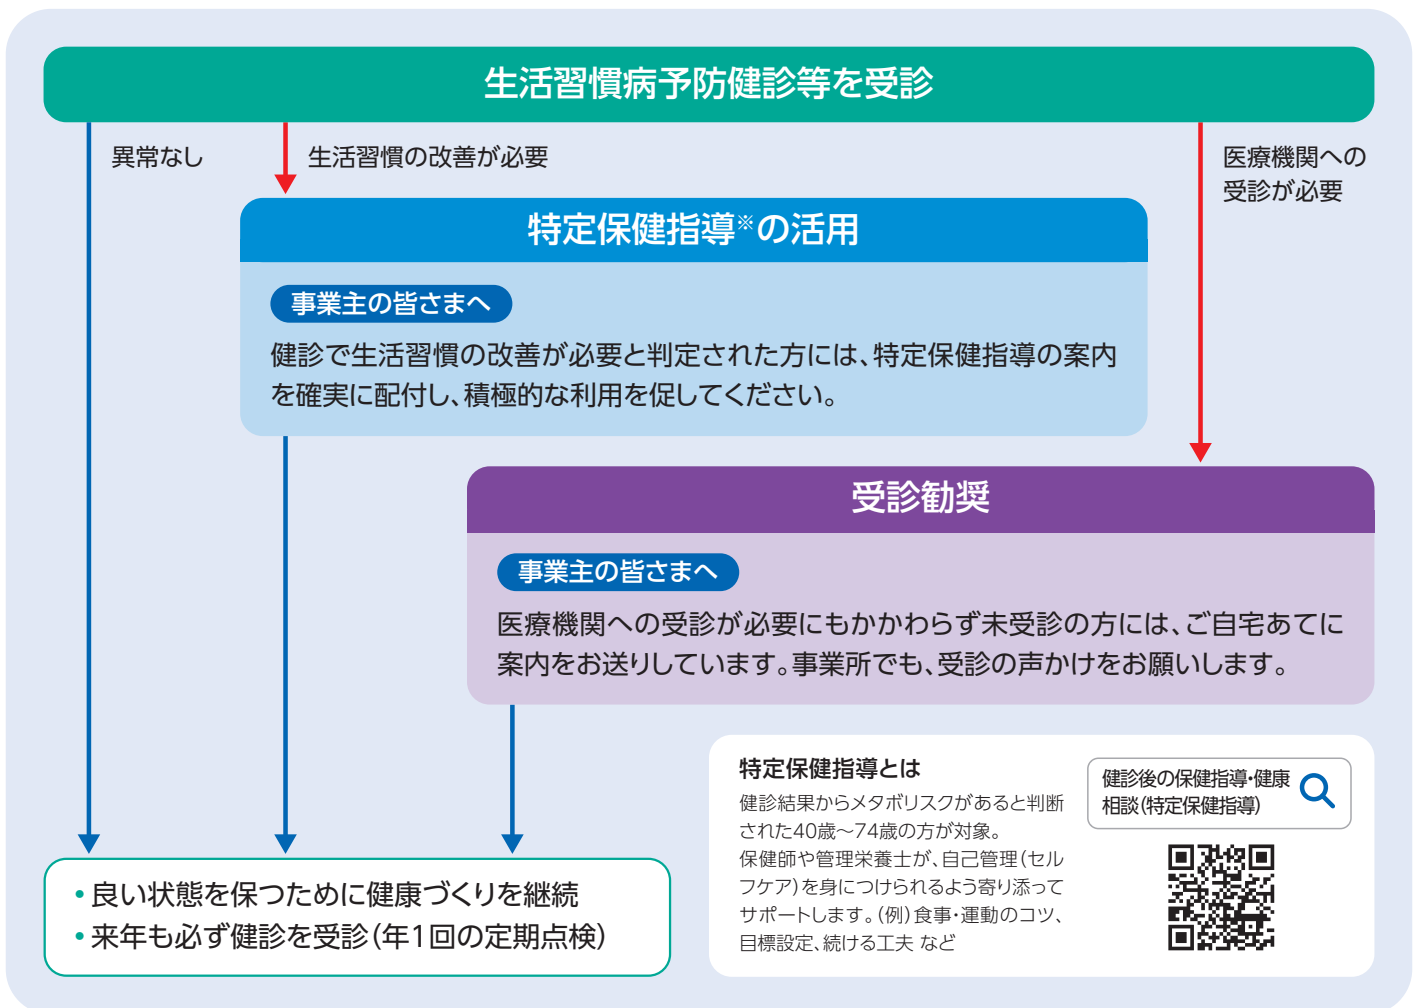 生活習慣病予防健診等を受診
異常なし
生活習慣の改善が必要
医療機関への
受診が必要
特定保健指導※の活用
事業主の皆さまへ
健診で生活習慣の改善が必要と判定された方には、特定保健指導の案内
を確実に配付し、積極的な利用を促してください。
受診勧奨
事業主の皆さまへ
医療機関への受診が必要にもかかわらず未受診の方には、ご自宅あてに
案内をお送りしています。事業所でも、受診の声かけをお願いします。
特定保健指導とは
健診結果からメタボリスクがあると判断
された40歳～74歳の方が対象。
保健師や管理栄養士が、自己管理(セル
フケア)を身につけられるよう寄り添って
サポートします。(例)食事・運動のコツ、
目標設定、続ける工夫 など
健診後の保健指導・健康
相談(特定保健指導)
• 良い状態を保つために健康づくりを継続
• 来年も必ず健診を受診(年1回の定期点検)